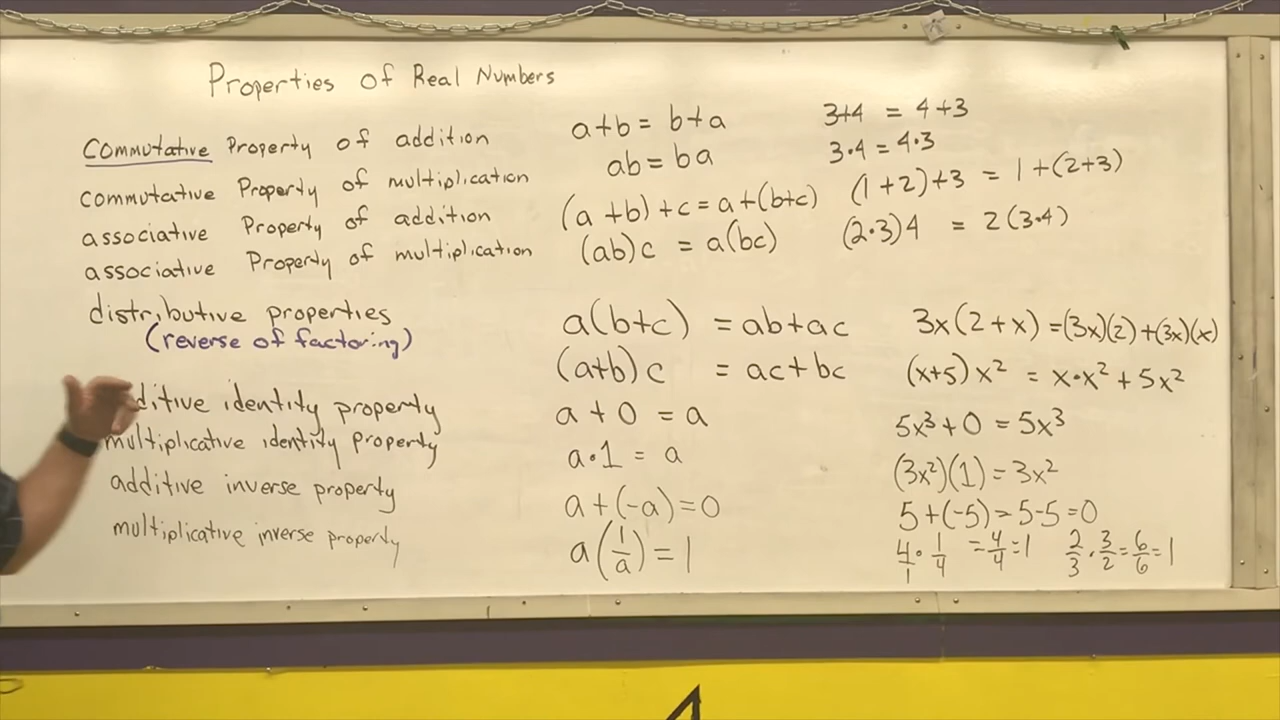 Properties of Real Numbers
Commutative Property of addition a+b = b+a 3+4 = 4+3
commutative Property of multiplication ab = ba 3•4 = 4•3
associative Property of addition (a+b)+c = a+(b+c) (1+2)+3 = 1+(2+3)
associative Property of multiplication (ab)c = a(bc) (2•3)4 = 2(3•4)
distributive properties a(b+c) = ab+ac 3x(2+x) = (3x)(2)+(3x)(x)
(reverse of factoring)
(a+b)c = ac+bc (x+5)x² = x•x²+5x²
ditive identity property a+0 = a 5x³+0 = 5x³
multiplicative identity property a•1 = a (3x²)(1) = 3x²
additive inverse property a+(-a)=0 5+(-5)=5-5=0
multiplicative inverse property a(1/a)=1 4/1 • 1/4 = 4/4 = 1 2/3 • 3/2 = 6/6 = 1